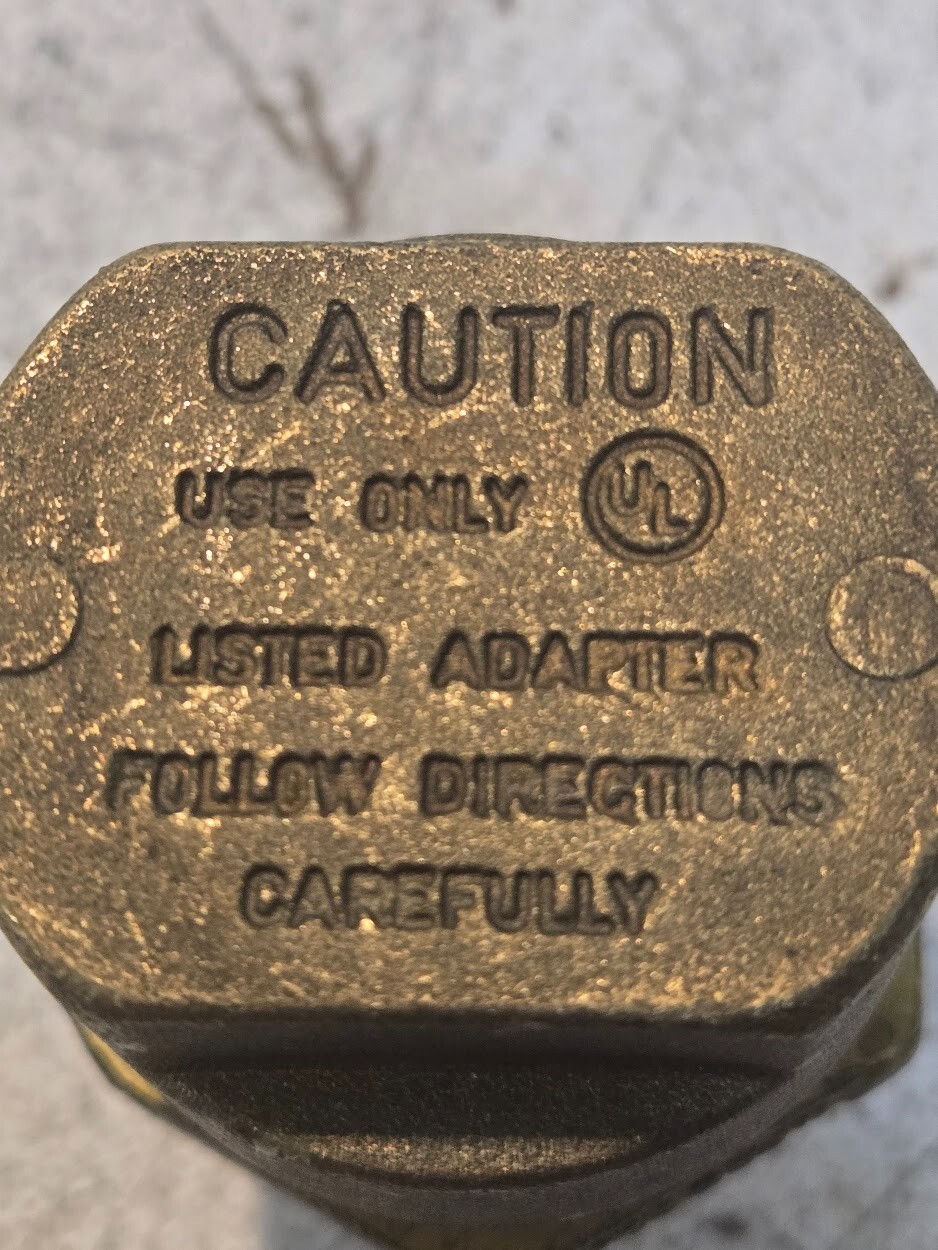 CAUTION
USE ONLY UL
LISTED ADAPTER
FOLLOW DIRECTIONS
CAREFULLY